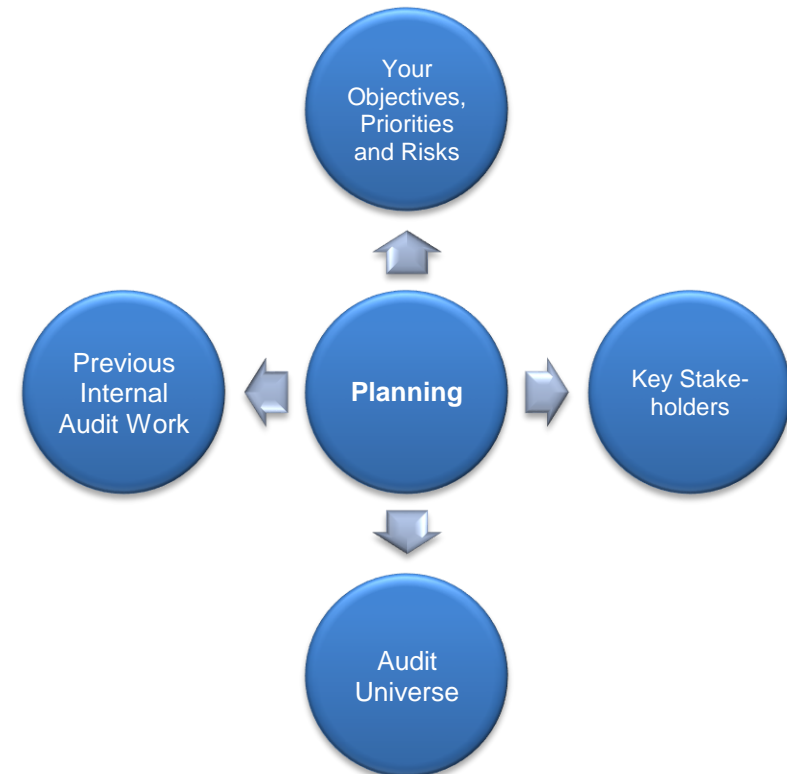 Your
Objectives,
Priorities
and Risks
Previous
Internal
Audit Work
Planning
Key Stake-
holders
Audit
Universe